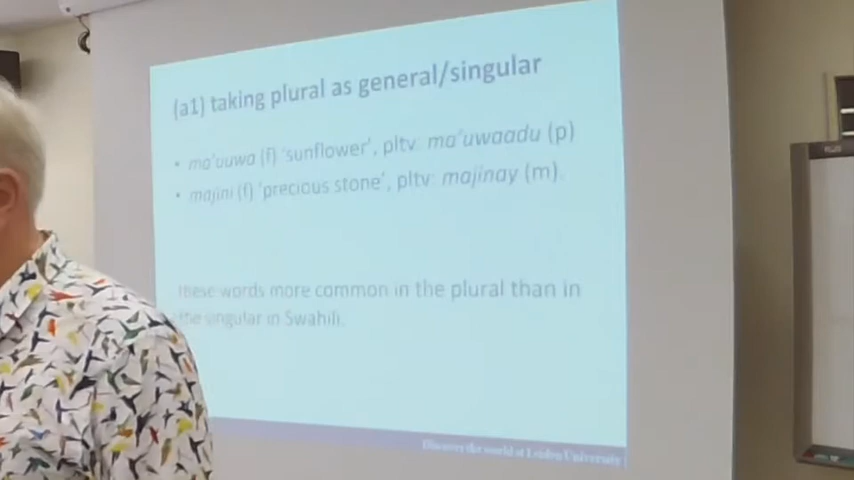 (a1) taking plural as general/singular
• ma'ouwa (f) 'sunflower', pltv: ma'uwaadu (p)
• majini (f) 'precious stone', pltv: majinay (m).
These words more common in the plural than in
the singular in Swahili.
Discover the world at Leiden University